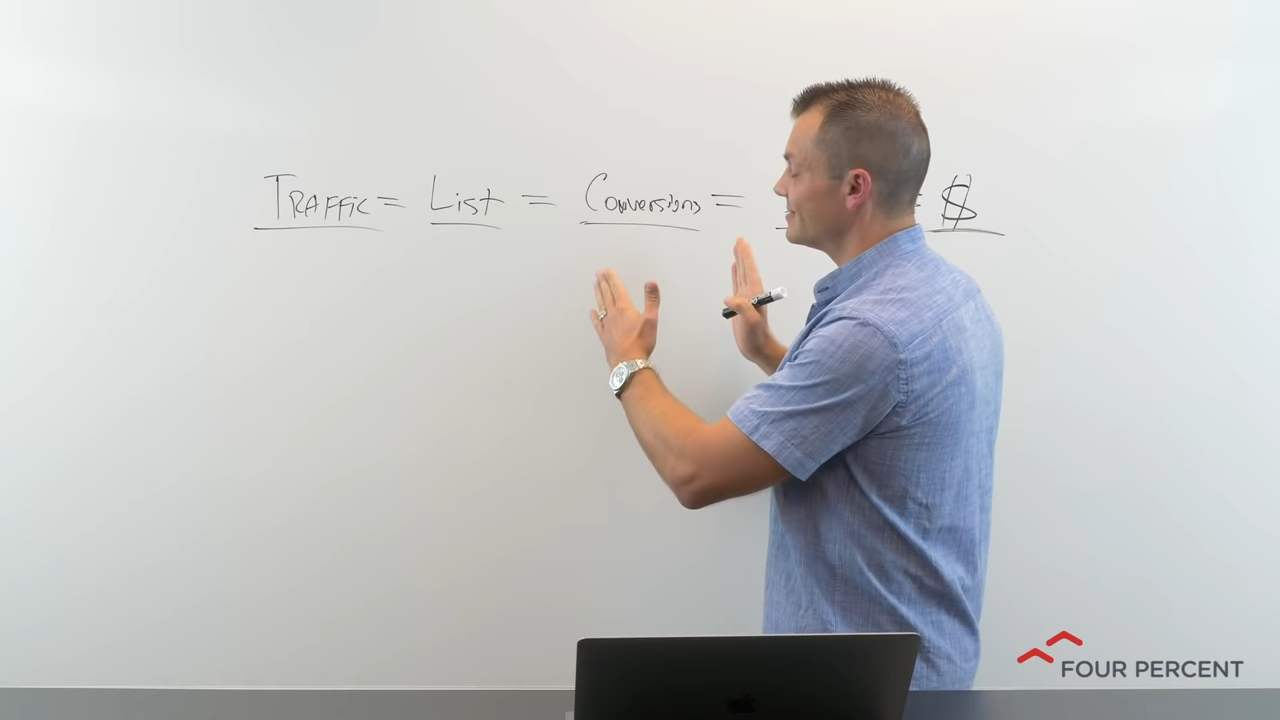 Traffic = List = Conversions = = $
FOUR PERCENT